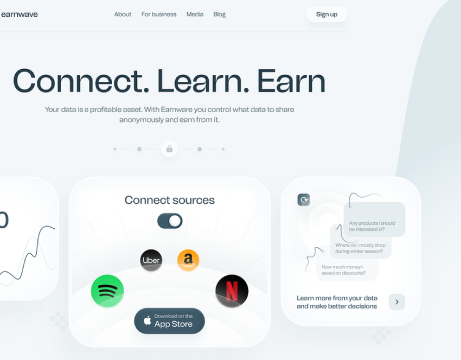 earnwave
About
For business
Media
Blog
Sign up
Connect. Learn. Earn
Your data is a profitable asset. With Earnware you control what data to share
anonymously and earn from it.
0
Connect sources
Uber
a
N
Download on the
App Store
Any products I should
be interested in?
Where do I mostly shop
during winter season?
How much money I
saved on discounts?
Learn more from your data
and make better decisions